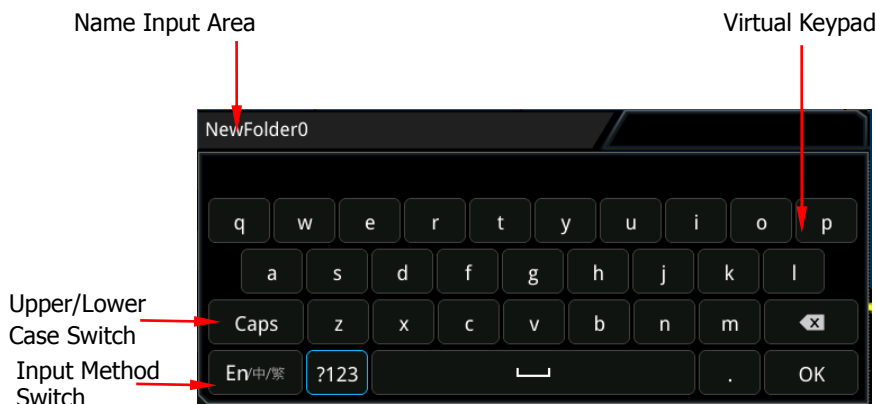 Name Input Area
Virtual Keypad
NewFolder0
q w e r t y u i o p
a s d f g h j k l
Upper/Lower
Case Switch
Caps z x c v b n m
Input Method
Switch
En/中/繁 ?123 . OK